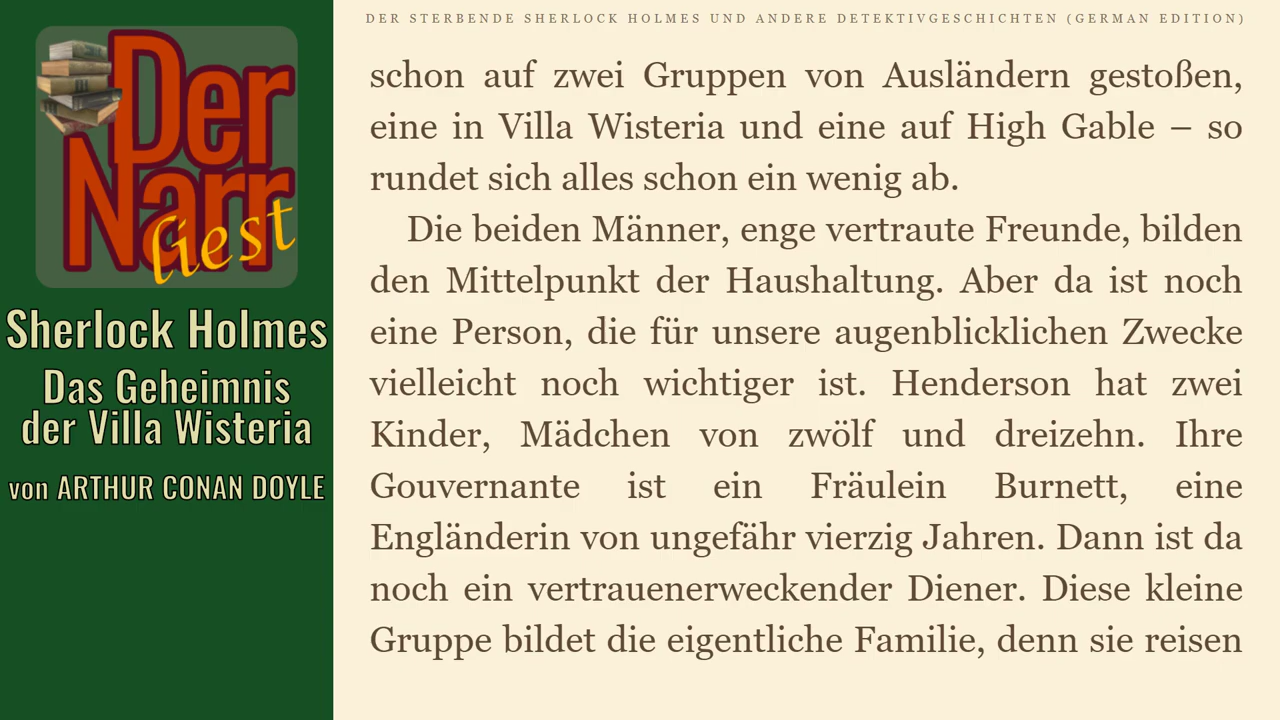 Der
Narr
liest
Sherlock Holmes
Das Geheimnis
der Villa Wisteria
von ARTHUR CONAN DOYLE
DER STERBENDE SHERLOCK HOLMES UND ANDERE DETEKTIVGESCHICHTEN (GERMAN EDITION)
schon auf zwei Gruppen von Ausländern gestoßen,
eine in Villa Wisteria und eine auf High Gable – so
rundet sich alles schon ein wenig ab.
Die beiden Männer, enge vertraute Freunde, bilden
den Mittelpunkt der Haushaltung. Aber da ist noch
eine Person, die für unsere augenblicklichen Zwecke
vielleicht noch wichtiger ist. Henderson hat zwei
Kinder, Mädchen von zwölf und dreizehn. Ihre
Gouvernante ist ein Fräulein Burnett, eine
Engländerin von ungefähr vierzig Jahren. Dann ist da
noch ein vertrauenerweckender Diener. Diese kleine
Gruppe bildet die eigentliche Familie, denn sie reisen